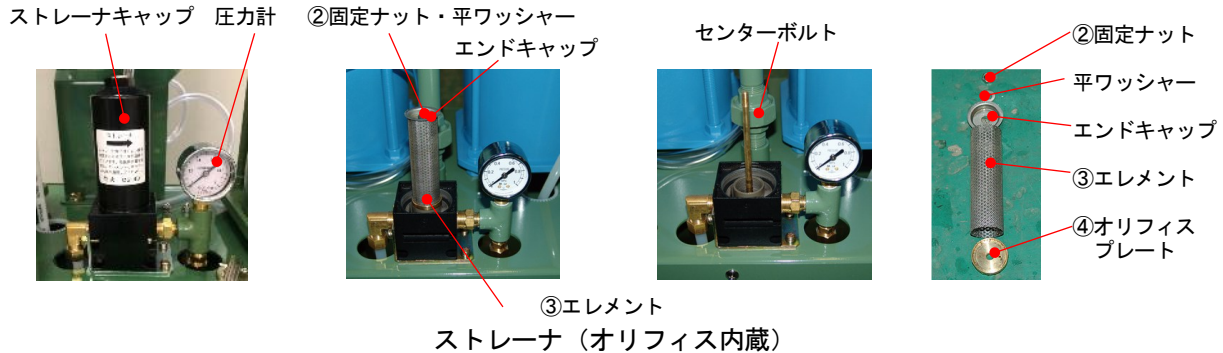 ストレーナキャップ 圧力計 ②固定ナット・平ワッシャー
エンドキャップ
センターボルト
②固定ナット
平ワッシャー
エンドキャップ
③エレメント
④オリフィス
プレート
③エレメント
ストレーナ（オリフィス内蔵）